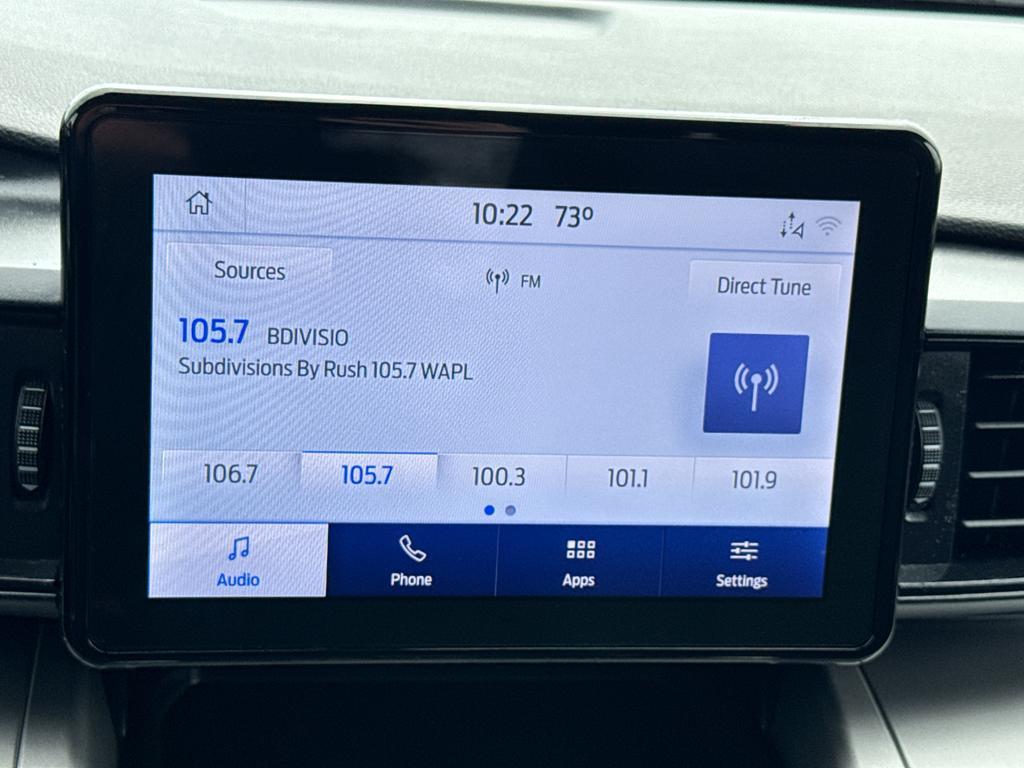 10:22 73º
Sources FM Direct Tune
105.7 BDIVISIO
Subdivisions By Rush 105.7 WAPL
106.7 105.7 100.3 101.1 101.9
Audio Phone Apps Settings